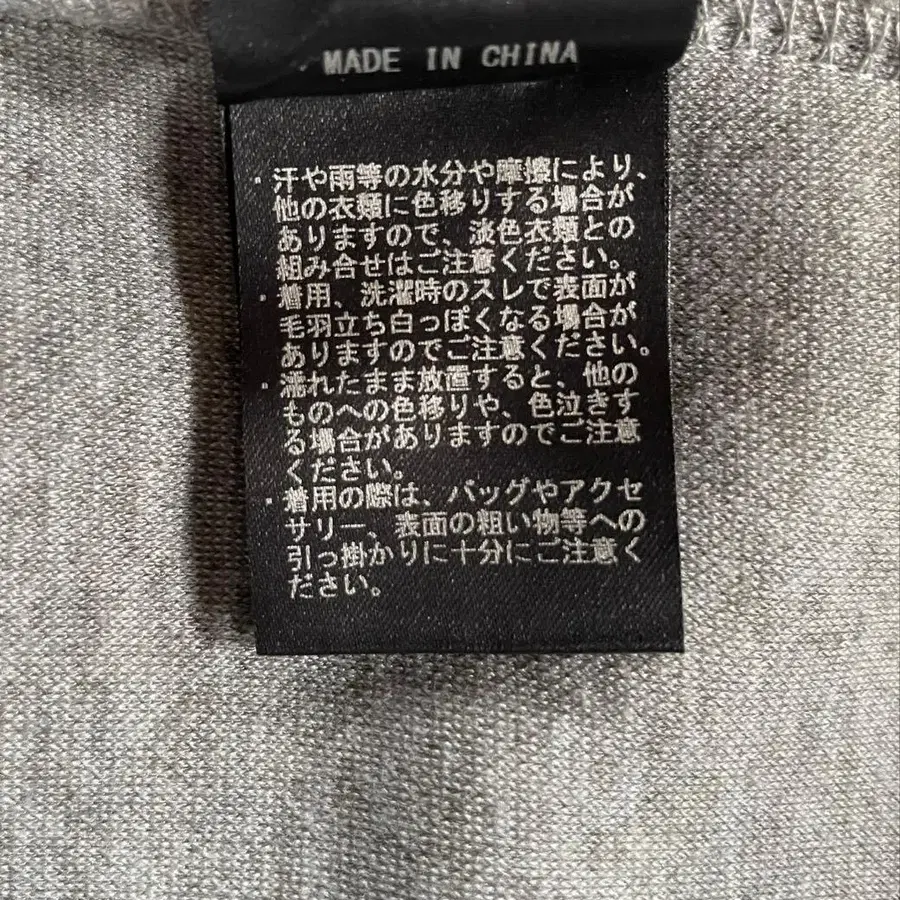 MADE IN CHINA
・汗や雨等の水分や摩擦により、
他の衣類に色移りする場合が
ありますので、淡色衣類との
組み合せはご注意ください。
・着用、洗濯時のスレで表面が
毛羽立ち白っぽくなる場合が
ありますのでご注意ください。
・濡れたまま放置すると、他の
ものへの色移りや、色泣きす
る場合がありますのでご注意
ください。
・着用の際は、バッグやアクセ
サリー、表面の粗い物等への
引っ掛かりに十分にご注意く
ださい。